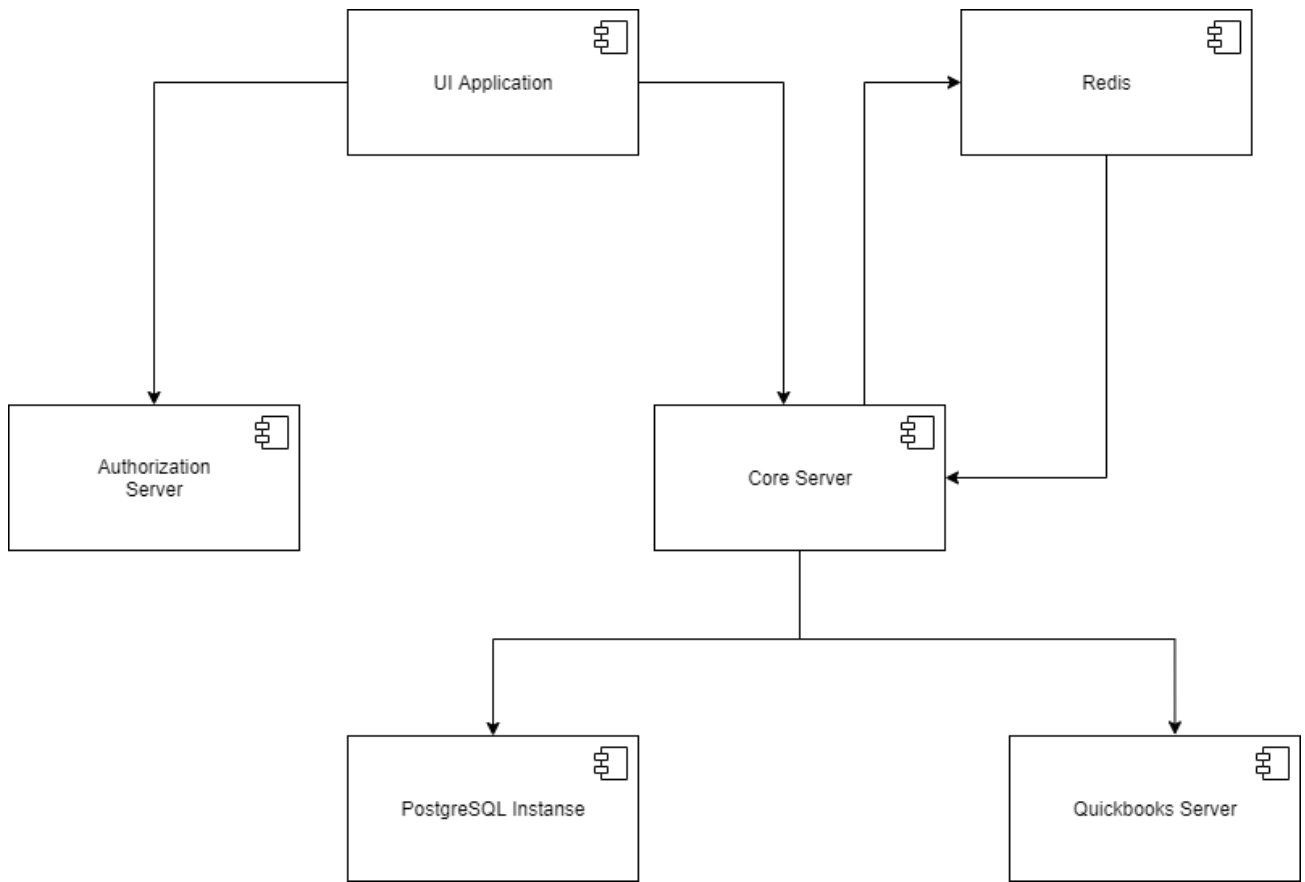 UI Application
Redis
Authorization
Server
Core Server
PostgreSQL Instanse
Quickbooks Server